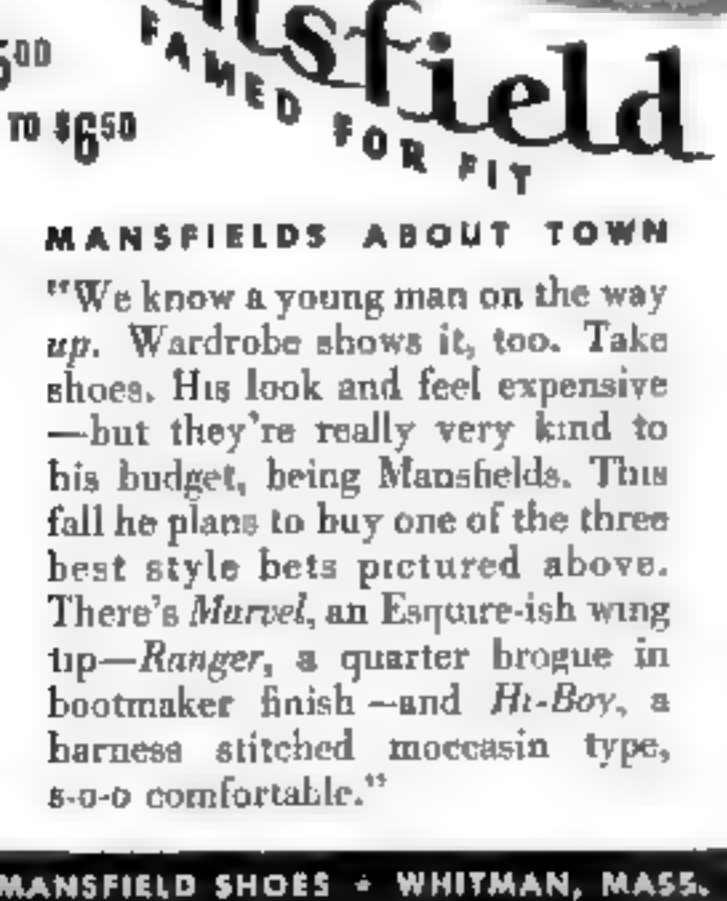 nsfield
FAMED FOR FIT
5⁰⁰
TO $6⁵⁰
MANSFIELDS ABOUT TOWN
"We know a young man on the way
up. Wardrobe shows it, too. Take
shoes. His look and feel expensive
—but they're really very kind to
his budget, being Mansfields. This
fall he plans to buy one of the three
best style bets pictured above.
There's Marvel, an Esquire-ish wing
tip—Ranger, a quarter brogue in
bootmaker finish—and Hi-Boy, a
harness stitched moccasin type,
s-o-o comfortable."
MANSFIELD SHOES * WHITMAN, MASS.